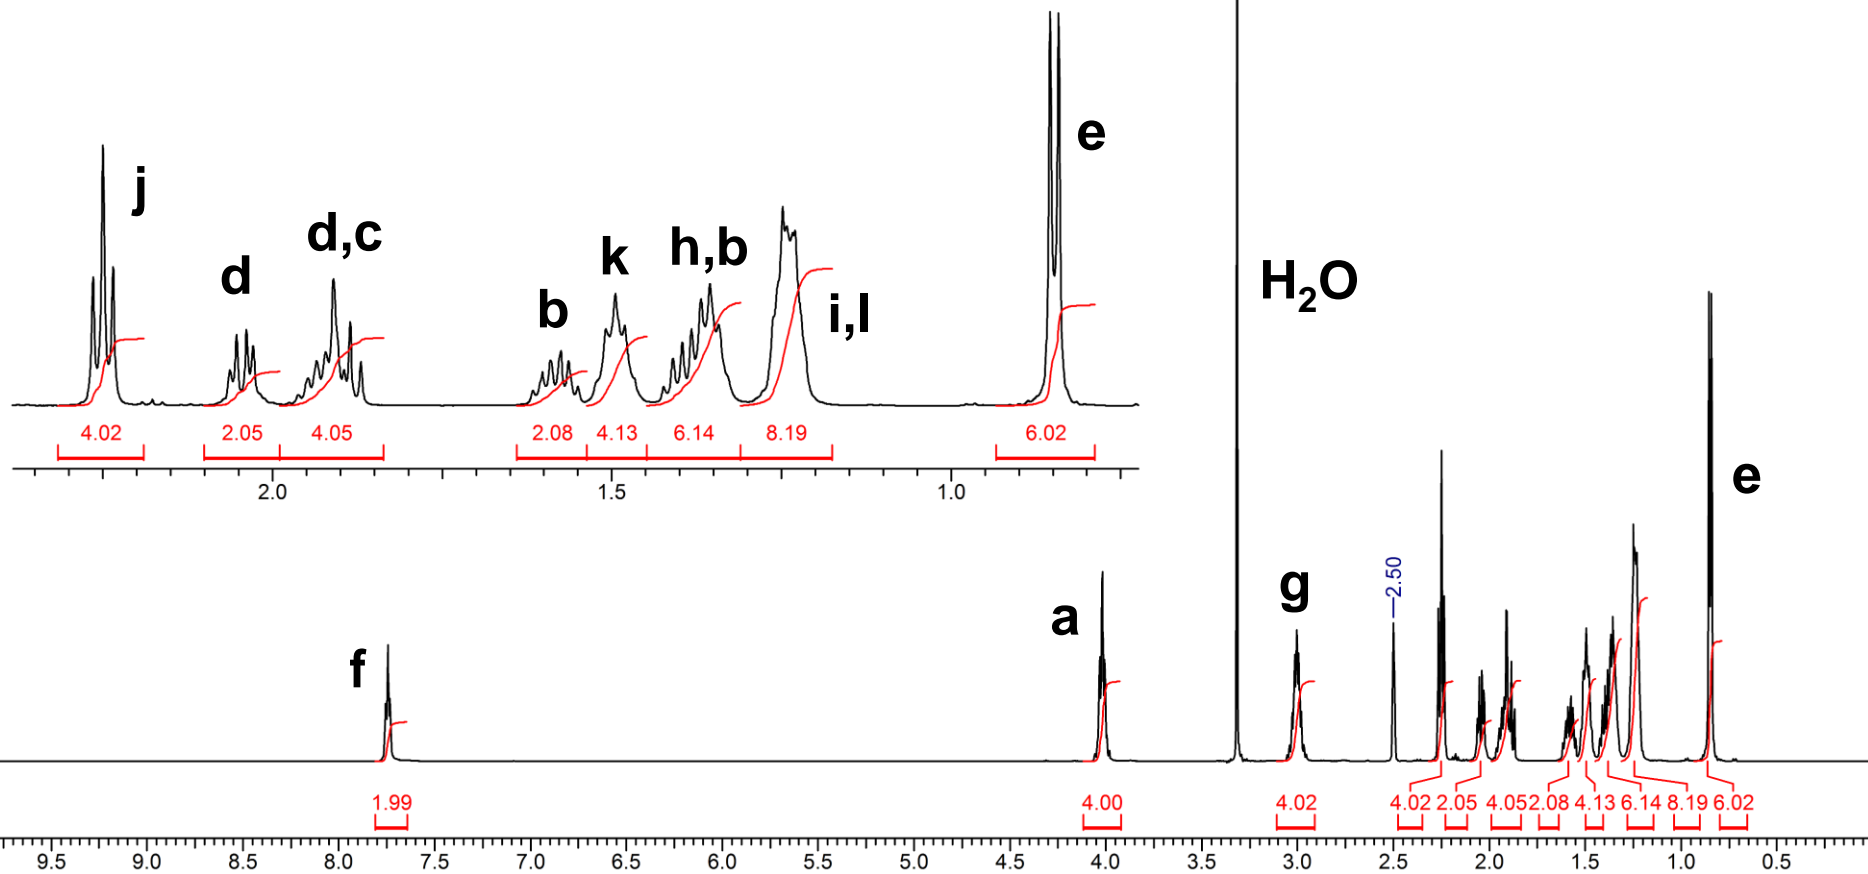 e
j
d,c
d
k
h,b
b
i,l
4.02 2.05 4.05 2.08 4.13 6.14 8.19 6.02
2.0 1.5 1.0
H2O
e
f
a
g
2.50
1.99 4.00 4.02 4.02 2.05 4.05 2.08 4.13 6.14 8.19 6.02
9.5 9.0 8.5 8.0 7.5 7.0 6.5 6.0 5.5 5.0 4.5 4.0 3.5 3.0 2.5 2.0 1.5 1.0 0.5